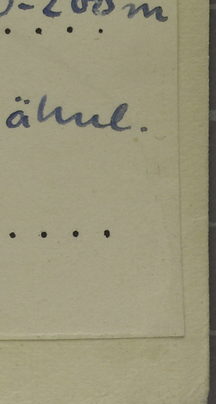 -200m
. . . .
ähnl.
. . . .